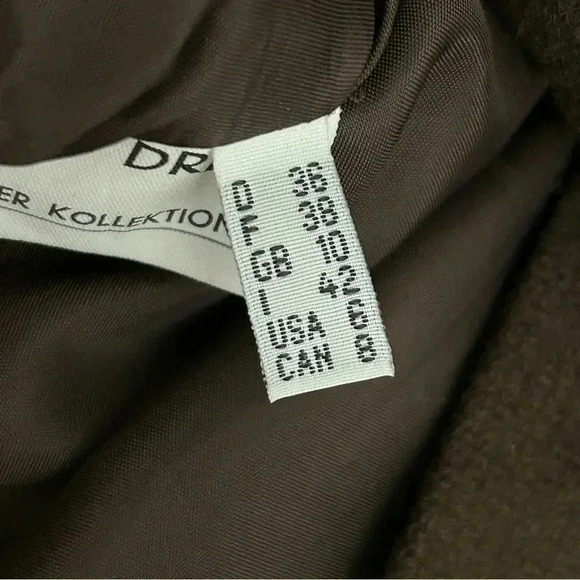 DR
ER KOLLEKTION
D 36
F 38
GB 10
I 42
USA 6
CAN 8